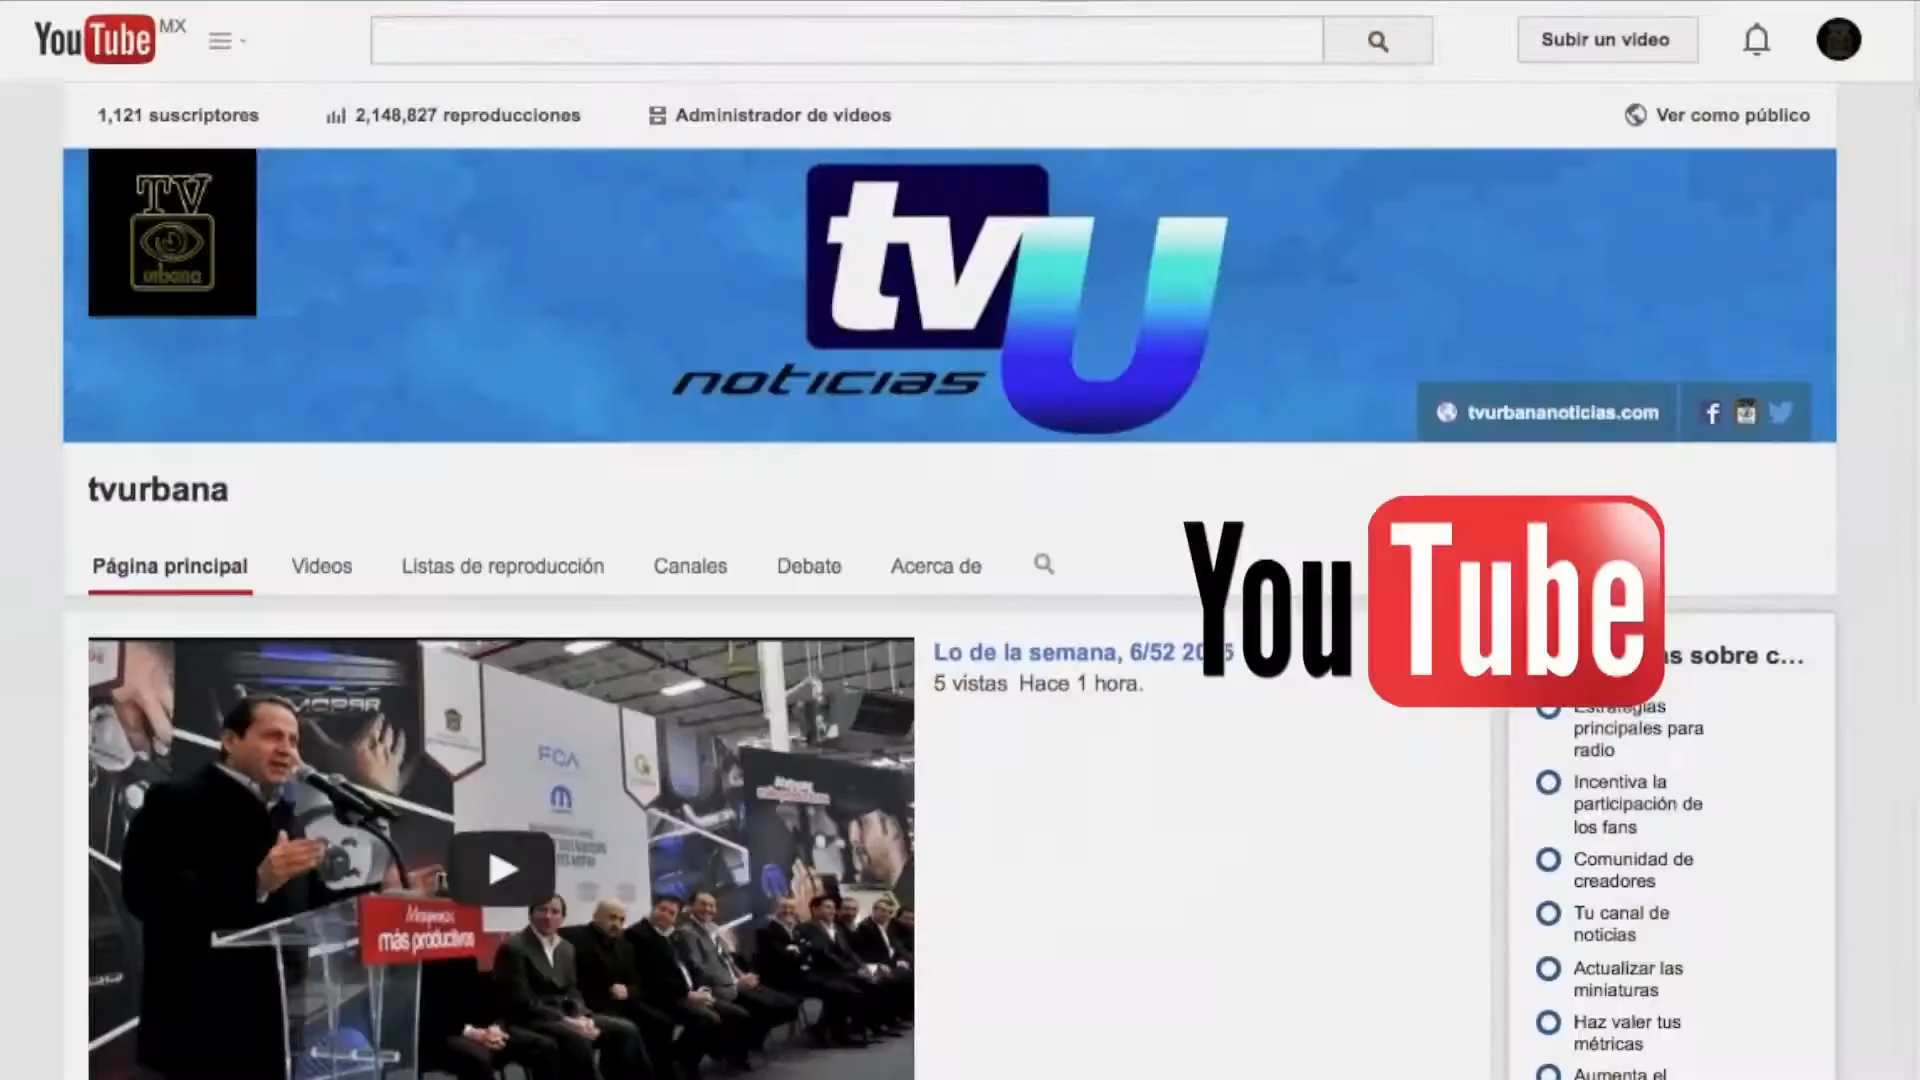 YouTube MX
Subir un video
1,121 suscriptores
2,148,827 reproducciones
Administrador de videos
Ver como público
TV
urbana
tvU
noticias
tvurbananoticias.com
tvurbana
Página principal
Videos
Listas de reproducción
Canales
Debate
Acerca de
YouTube
Lo de la semana, 6/52
5 vistas Hace 1 hora.
sobre c...
Estrategias
principales para
radio
Incentiva la
participación de
los fans
Comunidad de
creadores
Tu canal de
noticias
Actualizar las
miniaturas
Haz valer tus
métricas
Aumenta el
MOPAR
FCA
más productivos